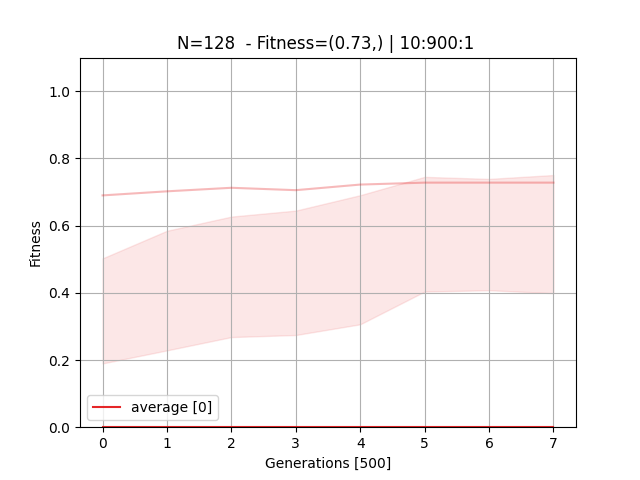 N=128 - Fitness=(0.73,) | 10:900:1
Fitness
1.0
0.8
0.6
0.4
0.2
0.0
average [0]
0 1 2 3 4 5 6 7
Generations [500]